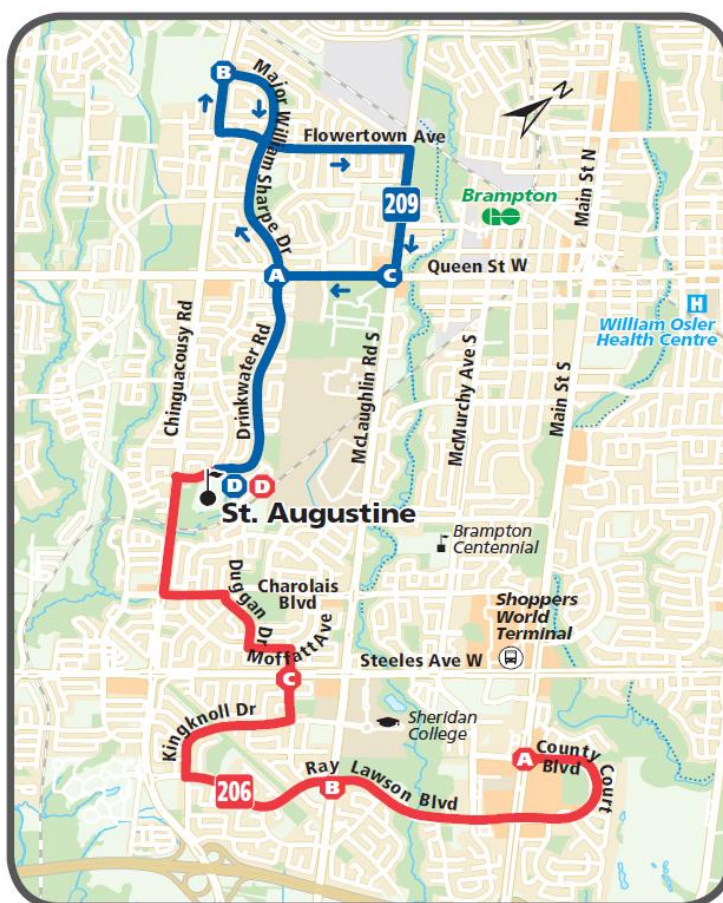 B
Major William Sharpe Dr
Flowertown Ave
N
209
Brampton
GO
Main St N
A
C
Queen St W
H
William Osler
Health Centre
Chinguacousy Rd
Drinkwater Rd
McLaughlin Rd S
McMurchy Ave S
Main St S
D
D
St. Augustine
Brampton
Centennial
Duggan Dr
Charolais
Blvd
Shoppers
World
Terminal
Moffatt Ave
Steeles Ave W
C
Kingknoll Dr
Sheridan
College
A
County Court
Blvd
206
Ray Lawson Blvd
B